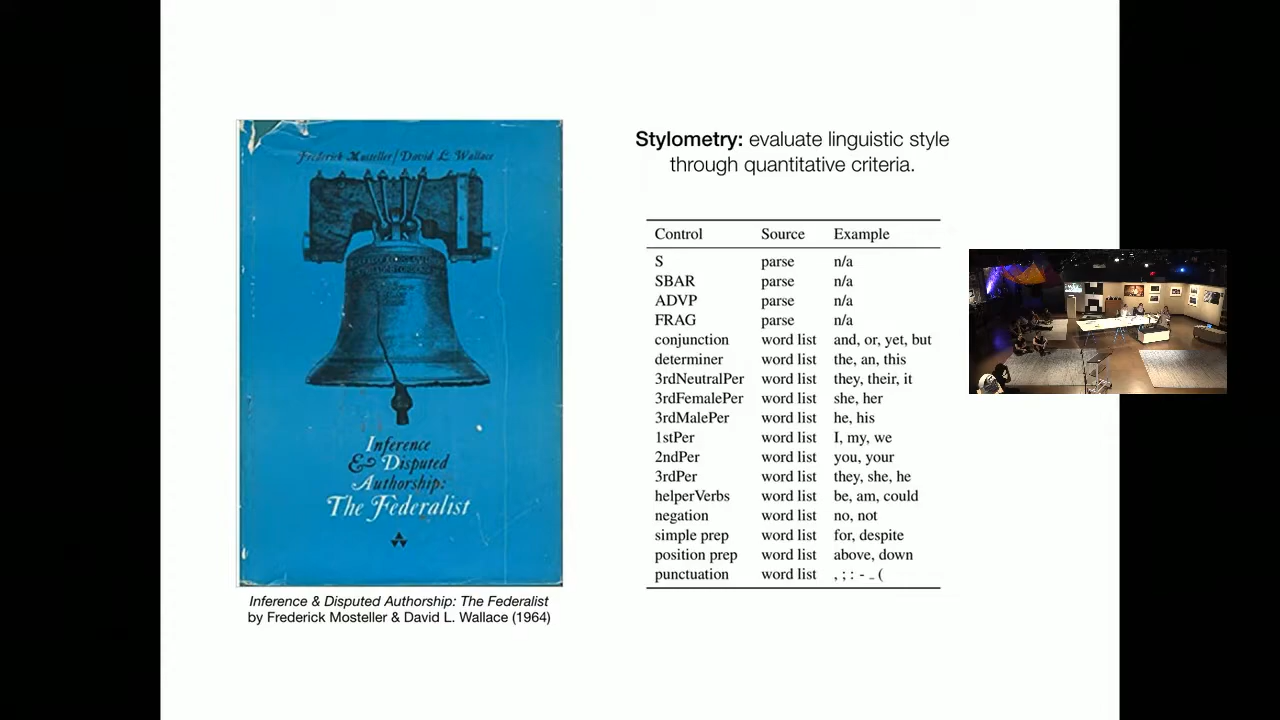 Frederick Mosteller/David L. Wallace
Inference
& Disputed
Authorship:
The Federalist
Inference & Disputed Authorship: The Federalist
by Frederick Mosteller & David L. Wallace (1964)
Stylometry: evaluate linguistic style
through quantitative criteria.
Control Source Example
S parse n/a
SBAR parse n/a
ADVP parse n/a
FRAG parse n/a
conjunction word list and, or, yet, but
determiner word list the, an, this
3rdNeutralPer word list they, their, it
3rdFemalePer word list she, her
3rdMalePer word list he, his
1stPer word list I, my, we
2ndPer word list you, your
3rdPer word list they, she, he
helperVerbs word list be, am, could
negation word list no, not
simple prep word list for, despite
position prep word list above, down
punctuation word list , ; : - _ (